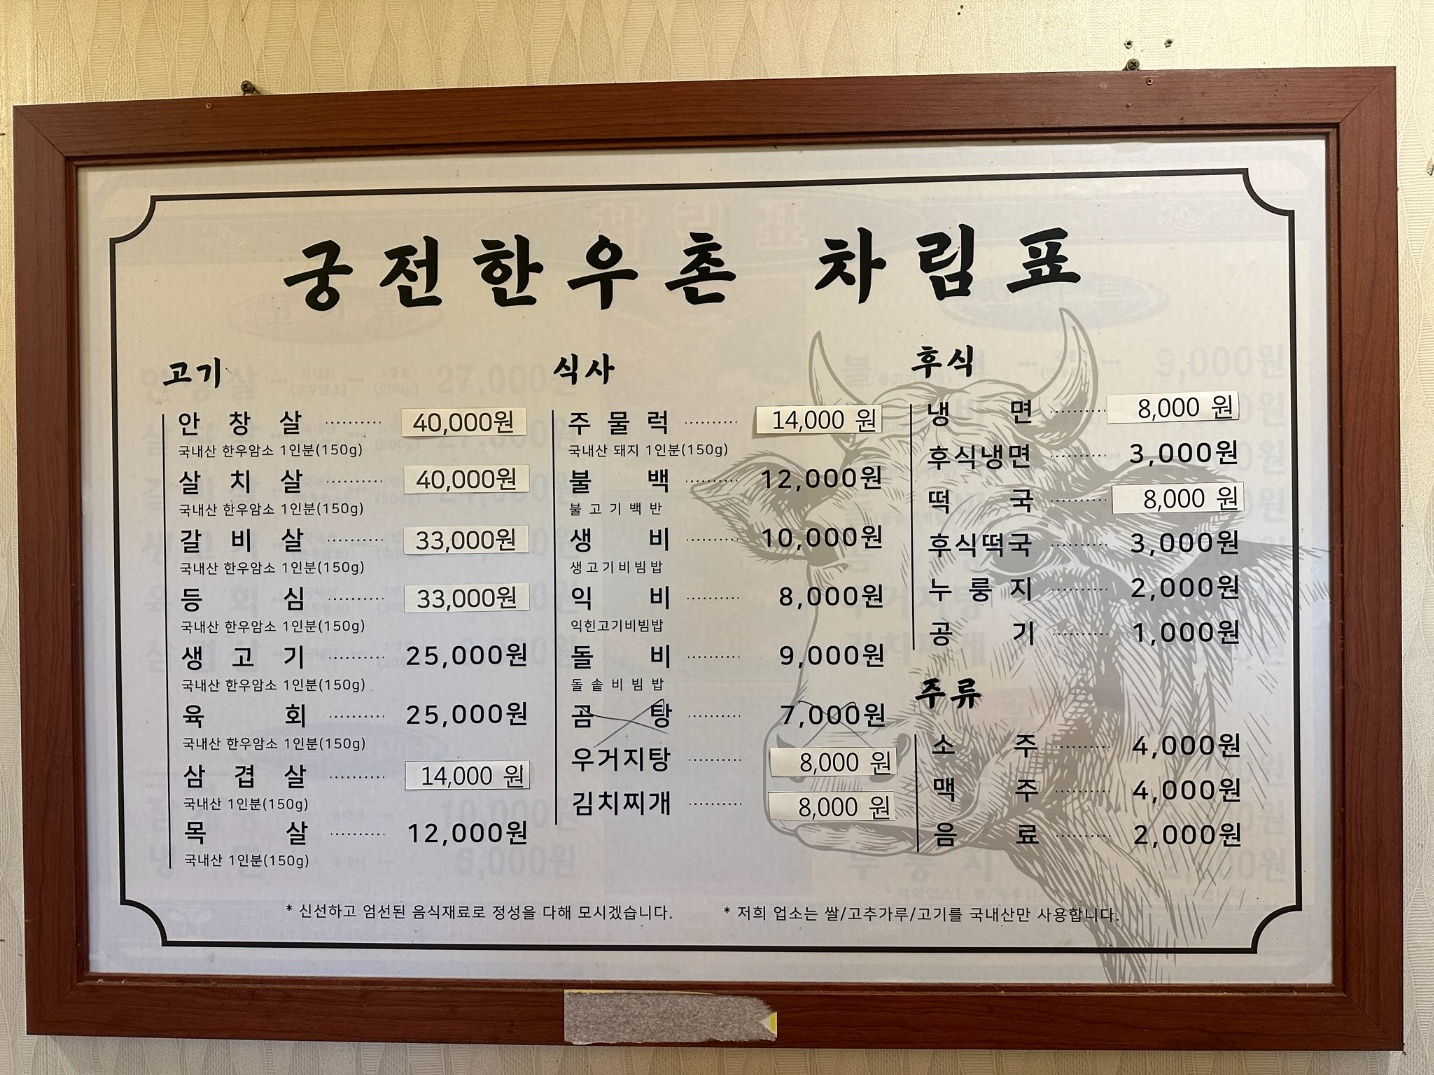 궁전한우촌 차림표
고기
안창살 40,000원
국내산 한우암소 1인분(150g)
살치살 40,000원
국내산 한우암소 1인분(150g)
갈비살 33,000원
국내산 한우암소 1인분(150g)
등심 33,000원
국내산 한우암소 1인분(150g)
생고기 25,000원
국내산 한우암소 1인분(150g)
육회 25,000원
국내산 한우암소 1인분(150g)
삼겹살 14,000 원
국내산 1인분(150g)
목살 12,000원
국내산 1인분(150g)
식사
주물럭 14,000 원
국내산 돼지 1인분(150g)
불백 12,000원
불고기백반
생비 10,000원
생고기비빔밥
익비 8,000원
익힌고기비빔밥
돌비 9,000원
돌솥비빔밥
곰탕 7,000원
우거지탕 8,000 원
김치찌개 8,000 원
후식
냉면 8,000 원
후식냉면 3,000원
떡국 8,000 원
후식떡국 3,000원
누룽지 2,000원
공기 1,000원
주류
소주 4,000원
맥주 4,000원
음료 2,000원
* 신선하고 엄선된 음식재료로 정성을 다해 모시겠습니다.
* 저희 업소는 쌀/고추가루/고기를 국내산만 사용합니다.